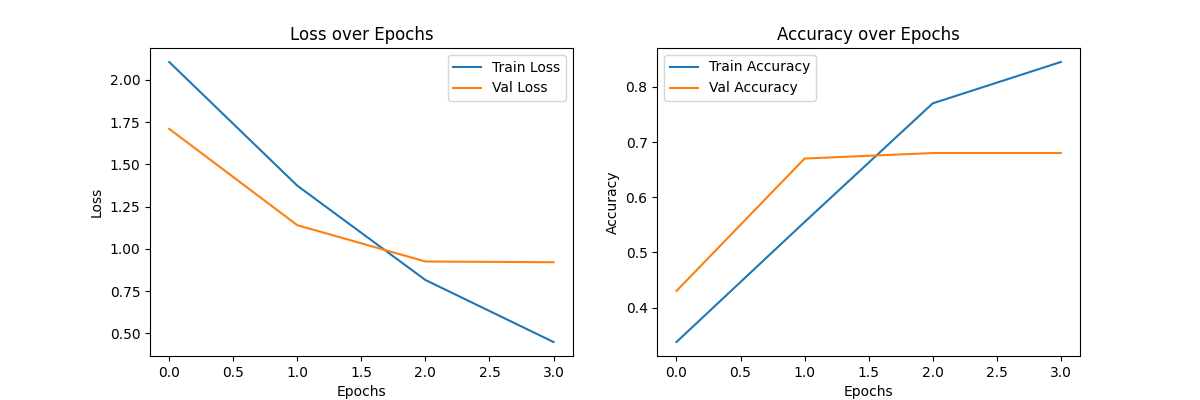 Loss over Epochs
Train Loss
Val Loss
2.00
1.75
1.50
1.25
1.00
0.75
0.50
Loss
0.0 0.5 1.0 1.5 2.0 2.5 3.0
Epochs
Accuracy over Epochs
Train Accuracy
Val Accuracy
0.8
0.7
0.6
0.5
0.4
Accuracy
0.0 0.5 1.0 1.5 2.0 2.5 3.0
Epochs